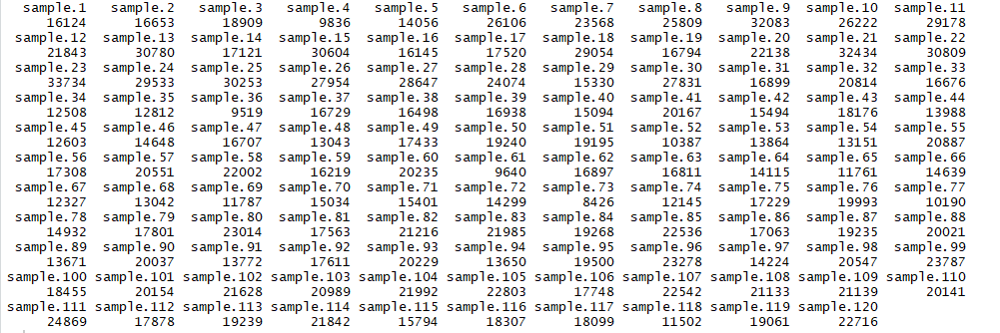 sample.1 sample.2 sample.3 sample.4 sample.5 sample.6 sample.7 sample.8 sample.9 sample.10 sample.11
16124 16653 18909 9836 14056 26106 23568 25809 32083 26222 29178
sample.12 sample.13 sample.14 sample.15 sample.16 sample.17 sample.18 sample.19 sample.20 sample.21 sample.22
21843 30780 17121 30604 16145 17520 29054 16794 22138 32434 30809
sample.23 sample.24 sample.25 sample.26 sample.27 sample.28 sample.29 sample.30 sample.31 sample.32 sample.33
33734 29533 30253 27954 28647 24074 15330 27831 16899 20814 16676
sample.34 sample.35 sample.36 sample.37 sample.38 sample.39 sample.40 sample.41 sample.42 sample.43 sample.44
12508 12812 9519 16729 16498 16938 15094 20167 15494 18176 13988
sample.45 sample.46 sample.47 sample.48 sample.49 sample.50 sample.51 sample.52 sample.53 sample.54 sample.55
12603 14648 16707 13043 17433 19240 19195 10387 13864 13151 20887
sample.56 sample.57 sample.58 sample.59 sample.60 sample.61 sample.62 sample.63 sample.64 sample.65 sample.66
17308 20551 22002 16219 20235 9640 16897 16811 14115 11761 14639
sample.67 sample.68 sample.69 sample.70 sample.71 sample.72 sample.73 sample.74 sample.75 sample.76 sample.77
12327 13042 11787 15034 15401 14299 8426 12145 17229 19993 10190
sample.78 sample.79 sample.80 sample.81 sample.82 sample.83 sample.84 sample.85 sample.86 sample.87 sample.88
14932 17801 23014 17563 21216 21985 19268 22536 17063 19235 20021
sample.89 sample.90 sample.91 sample.92 sample.93 sample.94 sample.95 sample.96 sample.97 sample.98 sample.99
13671 20037 13772 17611 20229 13650 19500 23278 14224 20547 23787
sample.100 sample.101 sample.102 sample.103 sample.104 sample.105 sample.106 sample.107 sample.108 sample.109 sample.110
18455 20154 21628 20989 21992 22803 17748 22542 21133 21139 20141
sample.111 sample.112 sample.113 sample.114 sample.115 sample.116 sample.117 sample.118 sample.119 sample.120
24869 17878 19239 21842 15794 18307 18099 11502 19061 22716